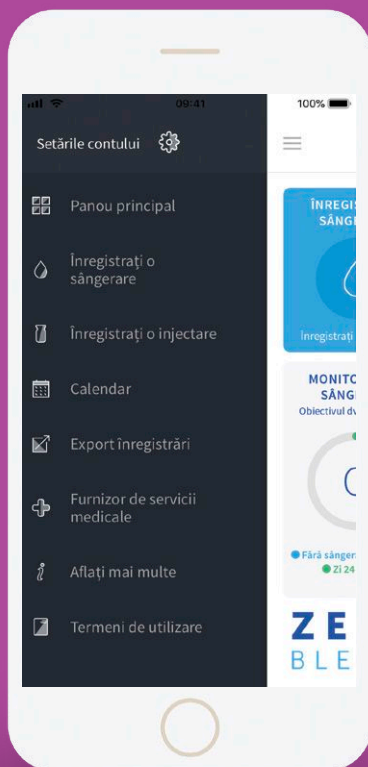 09:41
100%
Setările contului
Panou principal
Înregistrați o
sângerare
Înregistrați o injectare
Calendar
Export înregistrări
Furnizor de servicii
medicale
Aflați mai multe
Termeni de utilizare
ÎNREGIS
SÂNGE
Înregistrați
MONITO
SÂNG
Obiectivul dv
Fără sânger
Zi 24
ZE
BLE